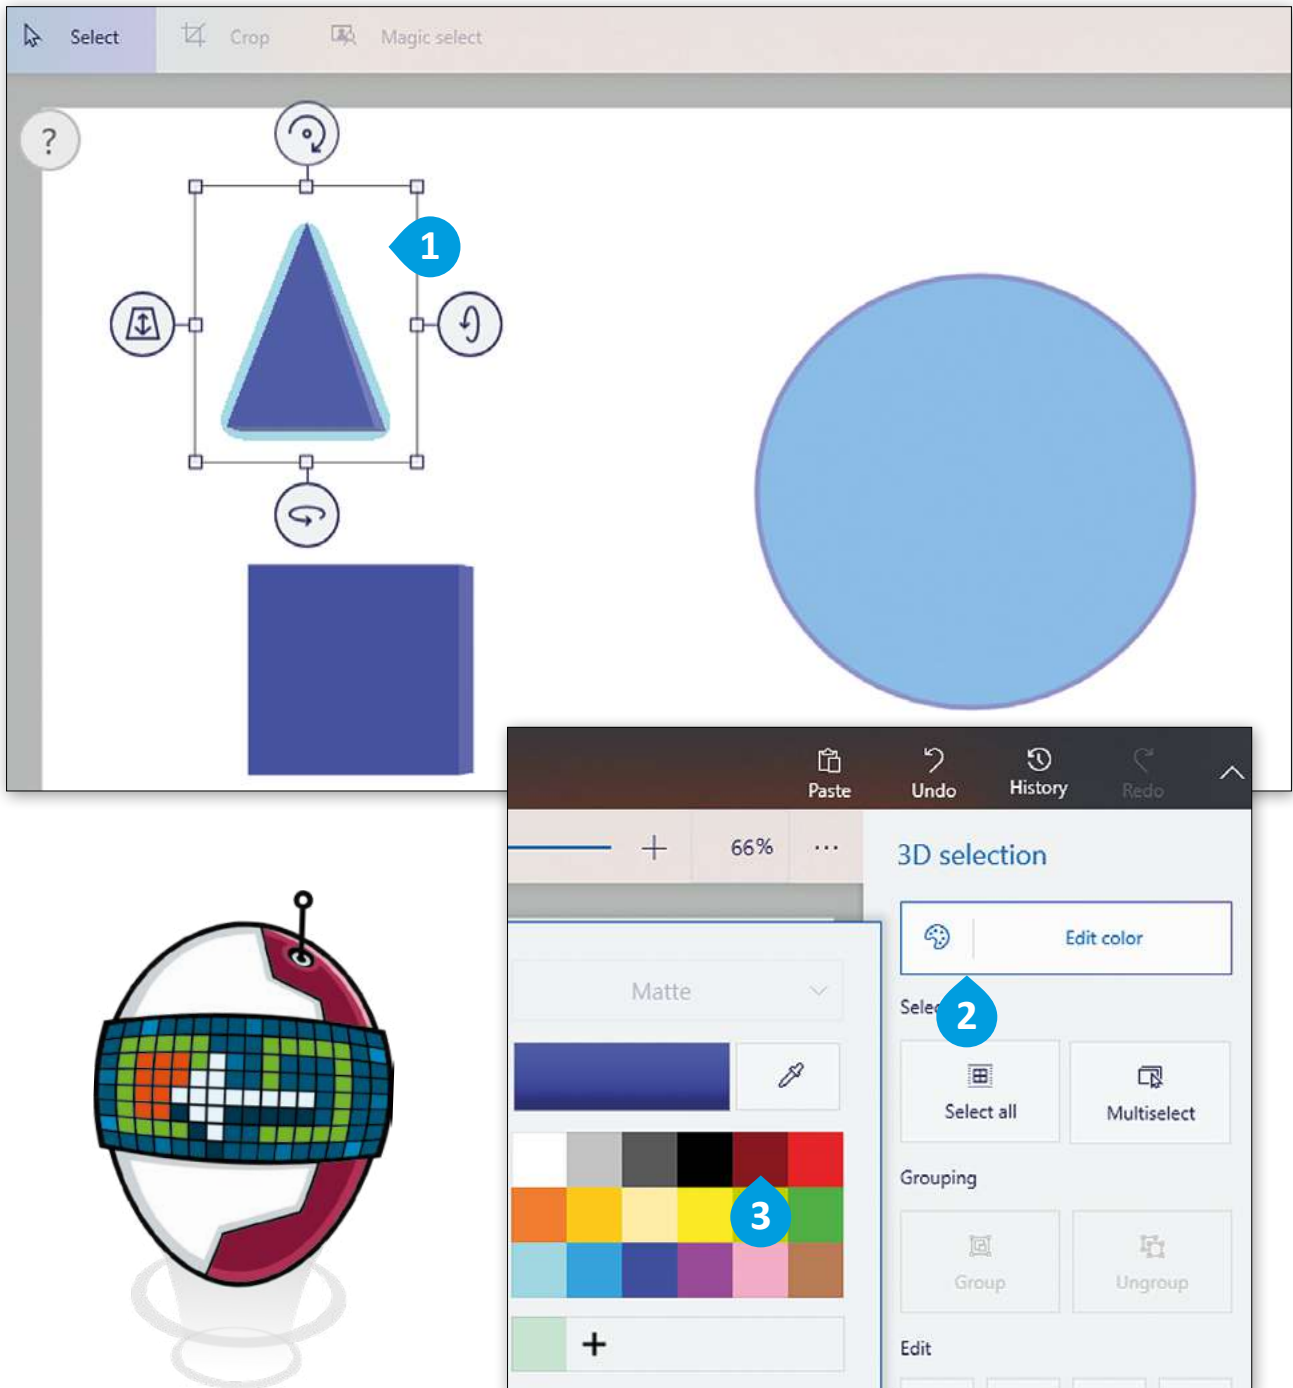 Select
Crop
Magic select
?
1
Paste
Undo
History
Redo
66%
...
3D selection
Edit color
Matte
Selec
2
Select all
Multiselect
Grouping
3
Group
Ungroup
Edit